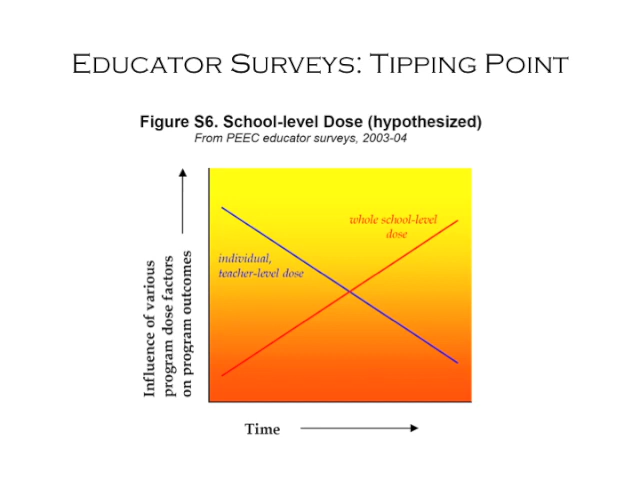 EDUCATOR SURVEYS: TIPPING POINT
Figure S6. School-level Dose (hypothesized)
From PEEC educator surveys, 2003-04
whole school-level
dose
individual,
teacher-level dose
Influence of various
program dose factors
on program outcomes
Time